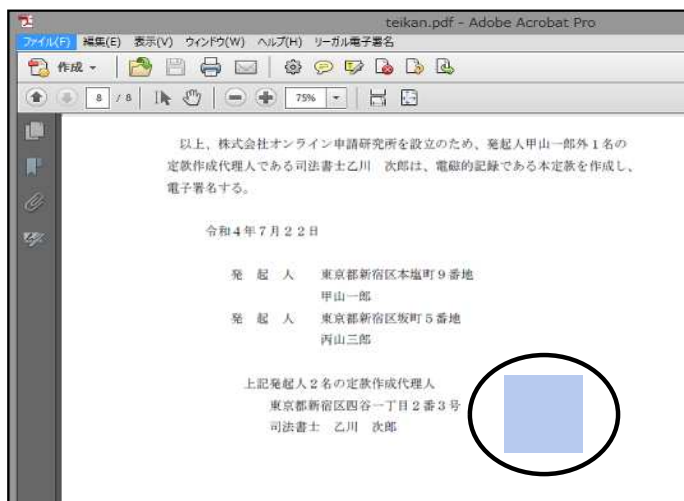 teikan.pdf - Adobe Acrobat Pro
ファイル(F) 編集(E) 表示(V) ウィンドウ(W) ヘルプ(H) リーガル電子署名
作成
8 / 8 75%
以上、株式会社オンライン申請研究所を設立のため、発起人甲山一郎外1名の
定款作成代理人である司法書士乙川 次郎は、電磁的記録である本定款を作成し、
電子署名する。
令和4年7月22日
発 起 人 東京都新宿区本塩町9番地
甲山一郎
発 起 人 東京都新宿区坂町5番地
丙山三郎
上記発起人2名の定款作成代理人
東京都新宿区四谷一丁目2番3号
司法書士 乙川 次郎